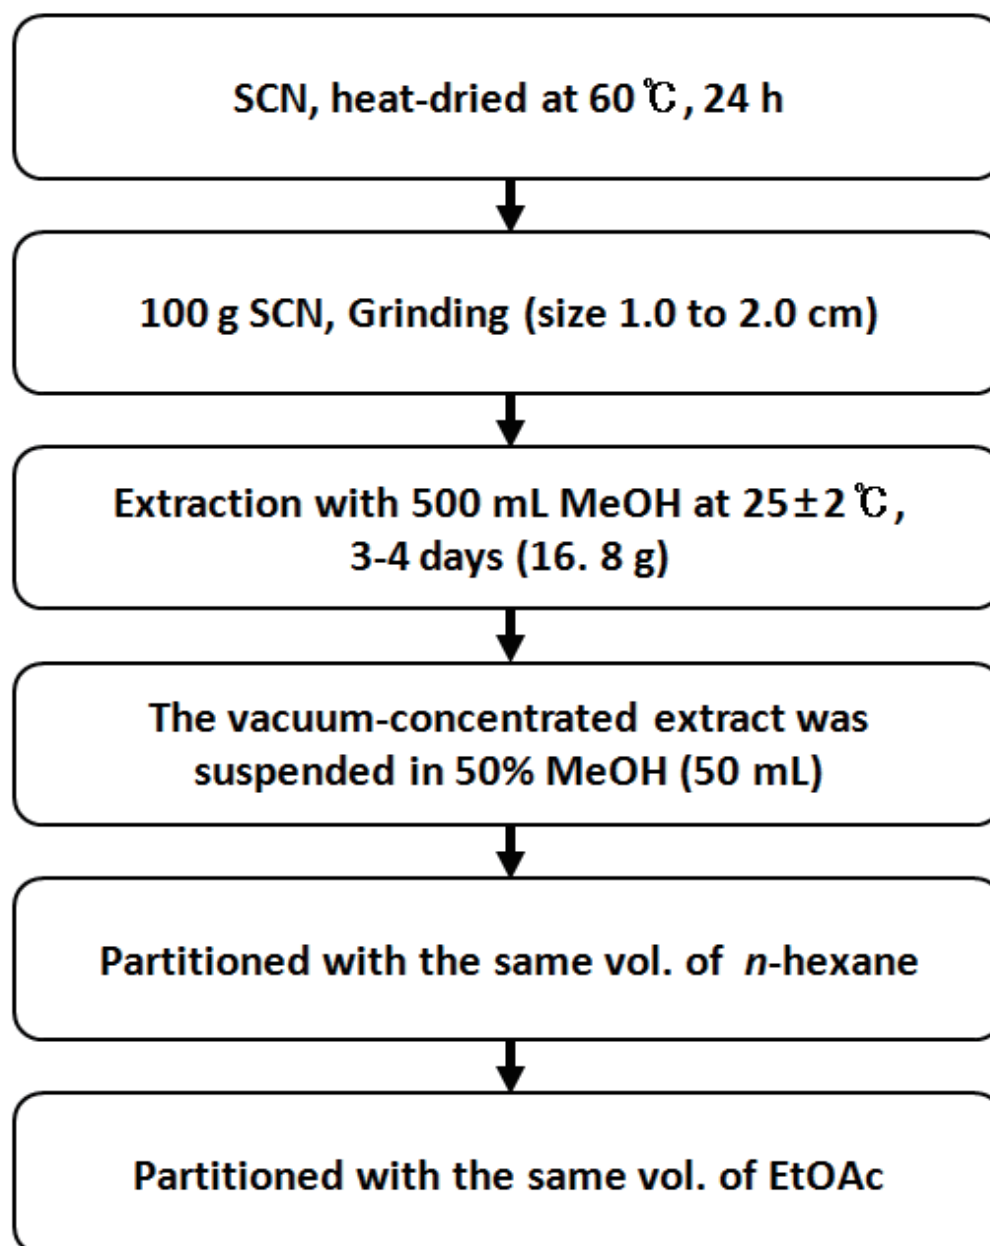 SCN, heat-dried at 60 ℃, 24 h
100 g SCN, Grinding (size 1.0 to 2.0 cm)
Extraction with 500 mL MeOH at 25±2 ℃,
3-4 days (16. 8 g)
The vacuum-concentrated extract was
suspended in 50% MeOH (50 mL)
Partitioned with the same vol. of n-hexane
Partitioned with the same vol. of EtOAc